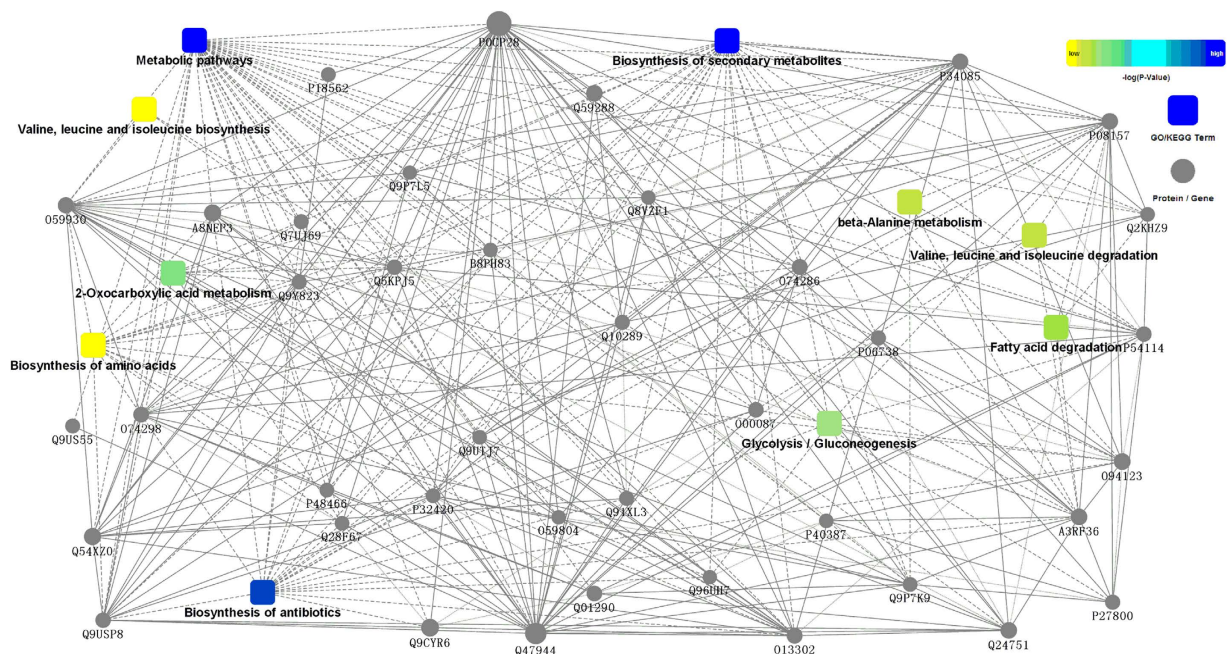 P0CP28
low
high
Metabolic pathways
Biosynthesis of secondary metabolites
P34085
-log(P-Value)
P18562
Q59288
Valine, leucine and isoleucine biosynthesis
P08157
GO/KEGG Term
Q9P7L5
Protein / Gene
O59930
A8NEP3
Q7UJ69
Q8VZF1
beta-Alanine metabolism
Q2KHZ9
Valine, leucine and isoleucine degradation
B8PH83
2-Oxocarboxylic acid metabolism
Q9Y823
Q5KPJ5
O74286
Q10289
P06738
Fatty acid degradation
P54114
Biosynthesis of amino acids
O74298
Q9US55
O00087
Glycolysis / Gluconeogenesis
Q9UTJ7
O94123
P48466
P32420
Q94XL3
Q28F67
O59804
P40387
A3RF36
Q54XZ0
Biosynthesis of antibiotics
Q01290
Q96UH7
Q9P7K9
P27800
Q9USP8
Q9CYR6
Q47944
O13302
Q24751